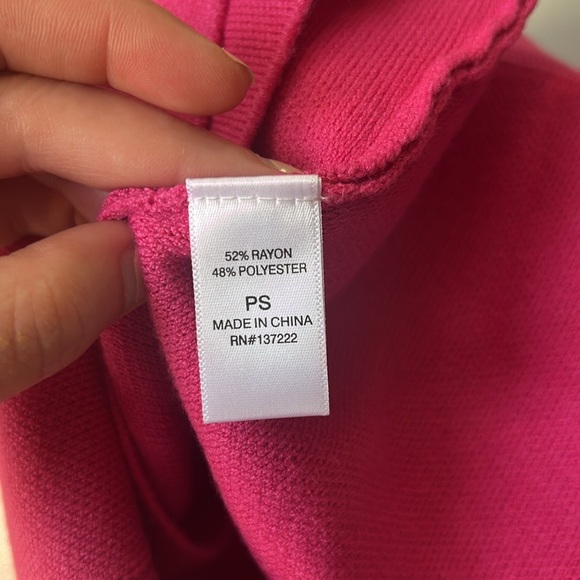 52% RAYON
48% POLYESTER
PS
MADE IN CHINA
RN#137222